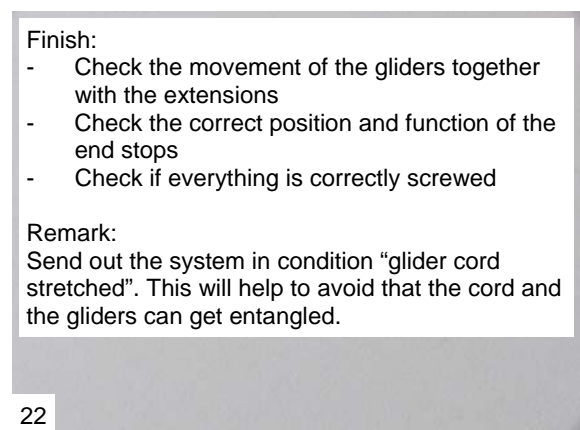 Finish:
- Check the movement of the gliders together
with the extensions
- Check the correct position and function of the
end stops
- Check if everything is correctly screwed
Remark:
Send out the system in condition “glider cord
stretched”. This will help to avoid that the cord and
the gliders can get entangled.
22